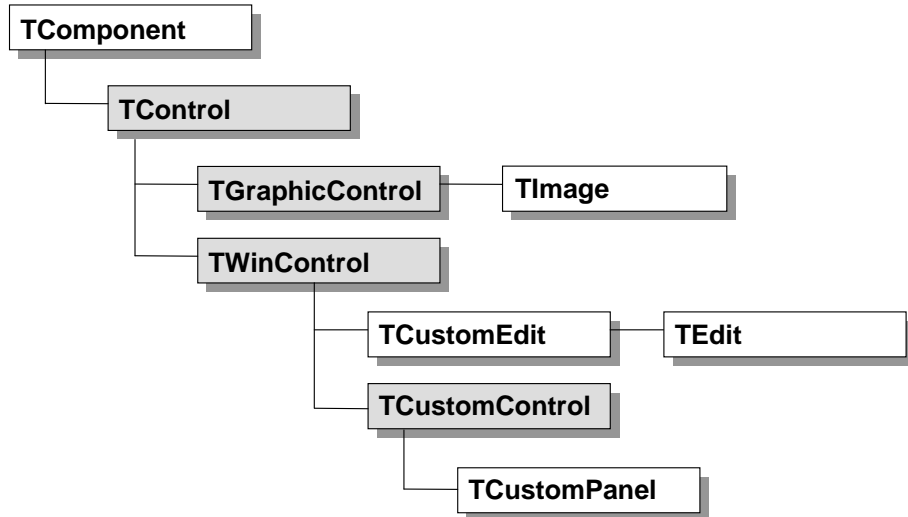 TComponent
TControl
TGraphicControl
TImage
TWinControl
TCustomEdit
TEdit
TCustomControl
TCustomPanel